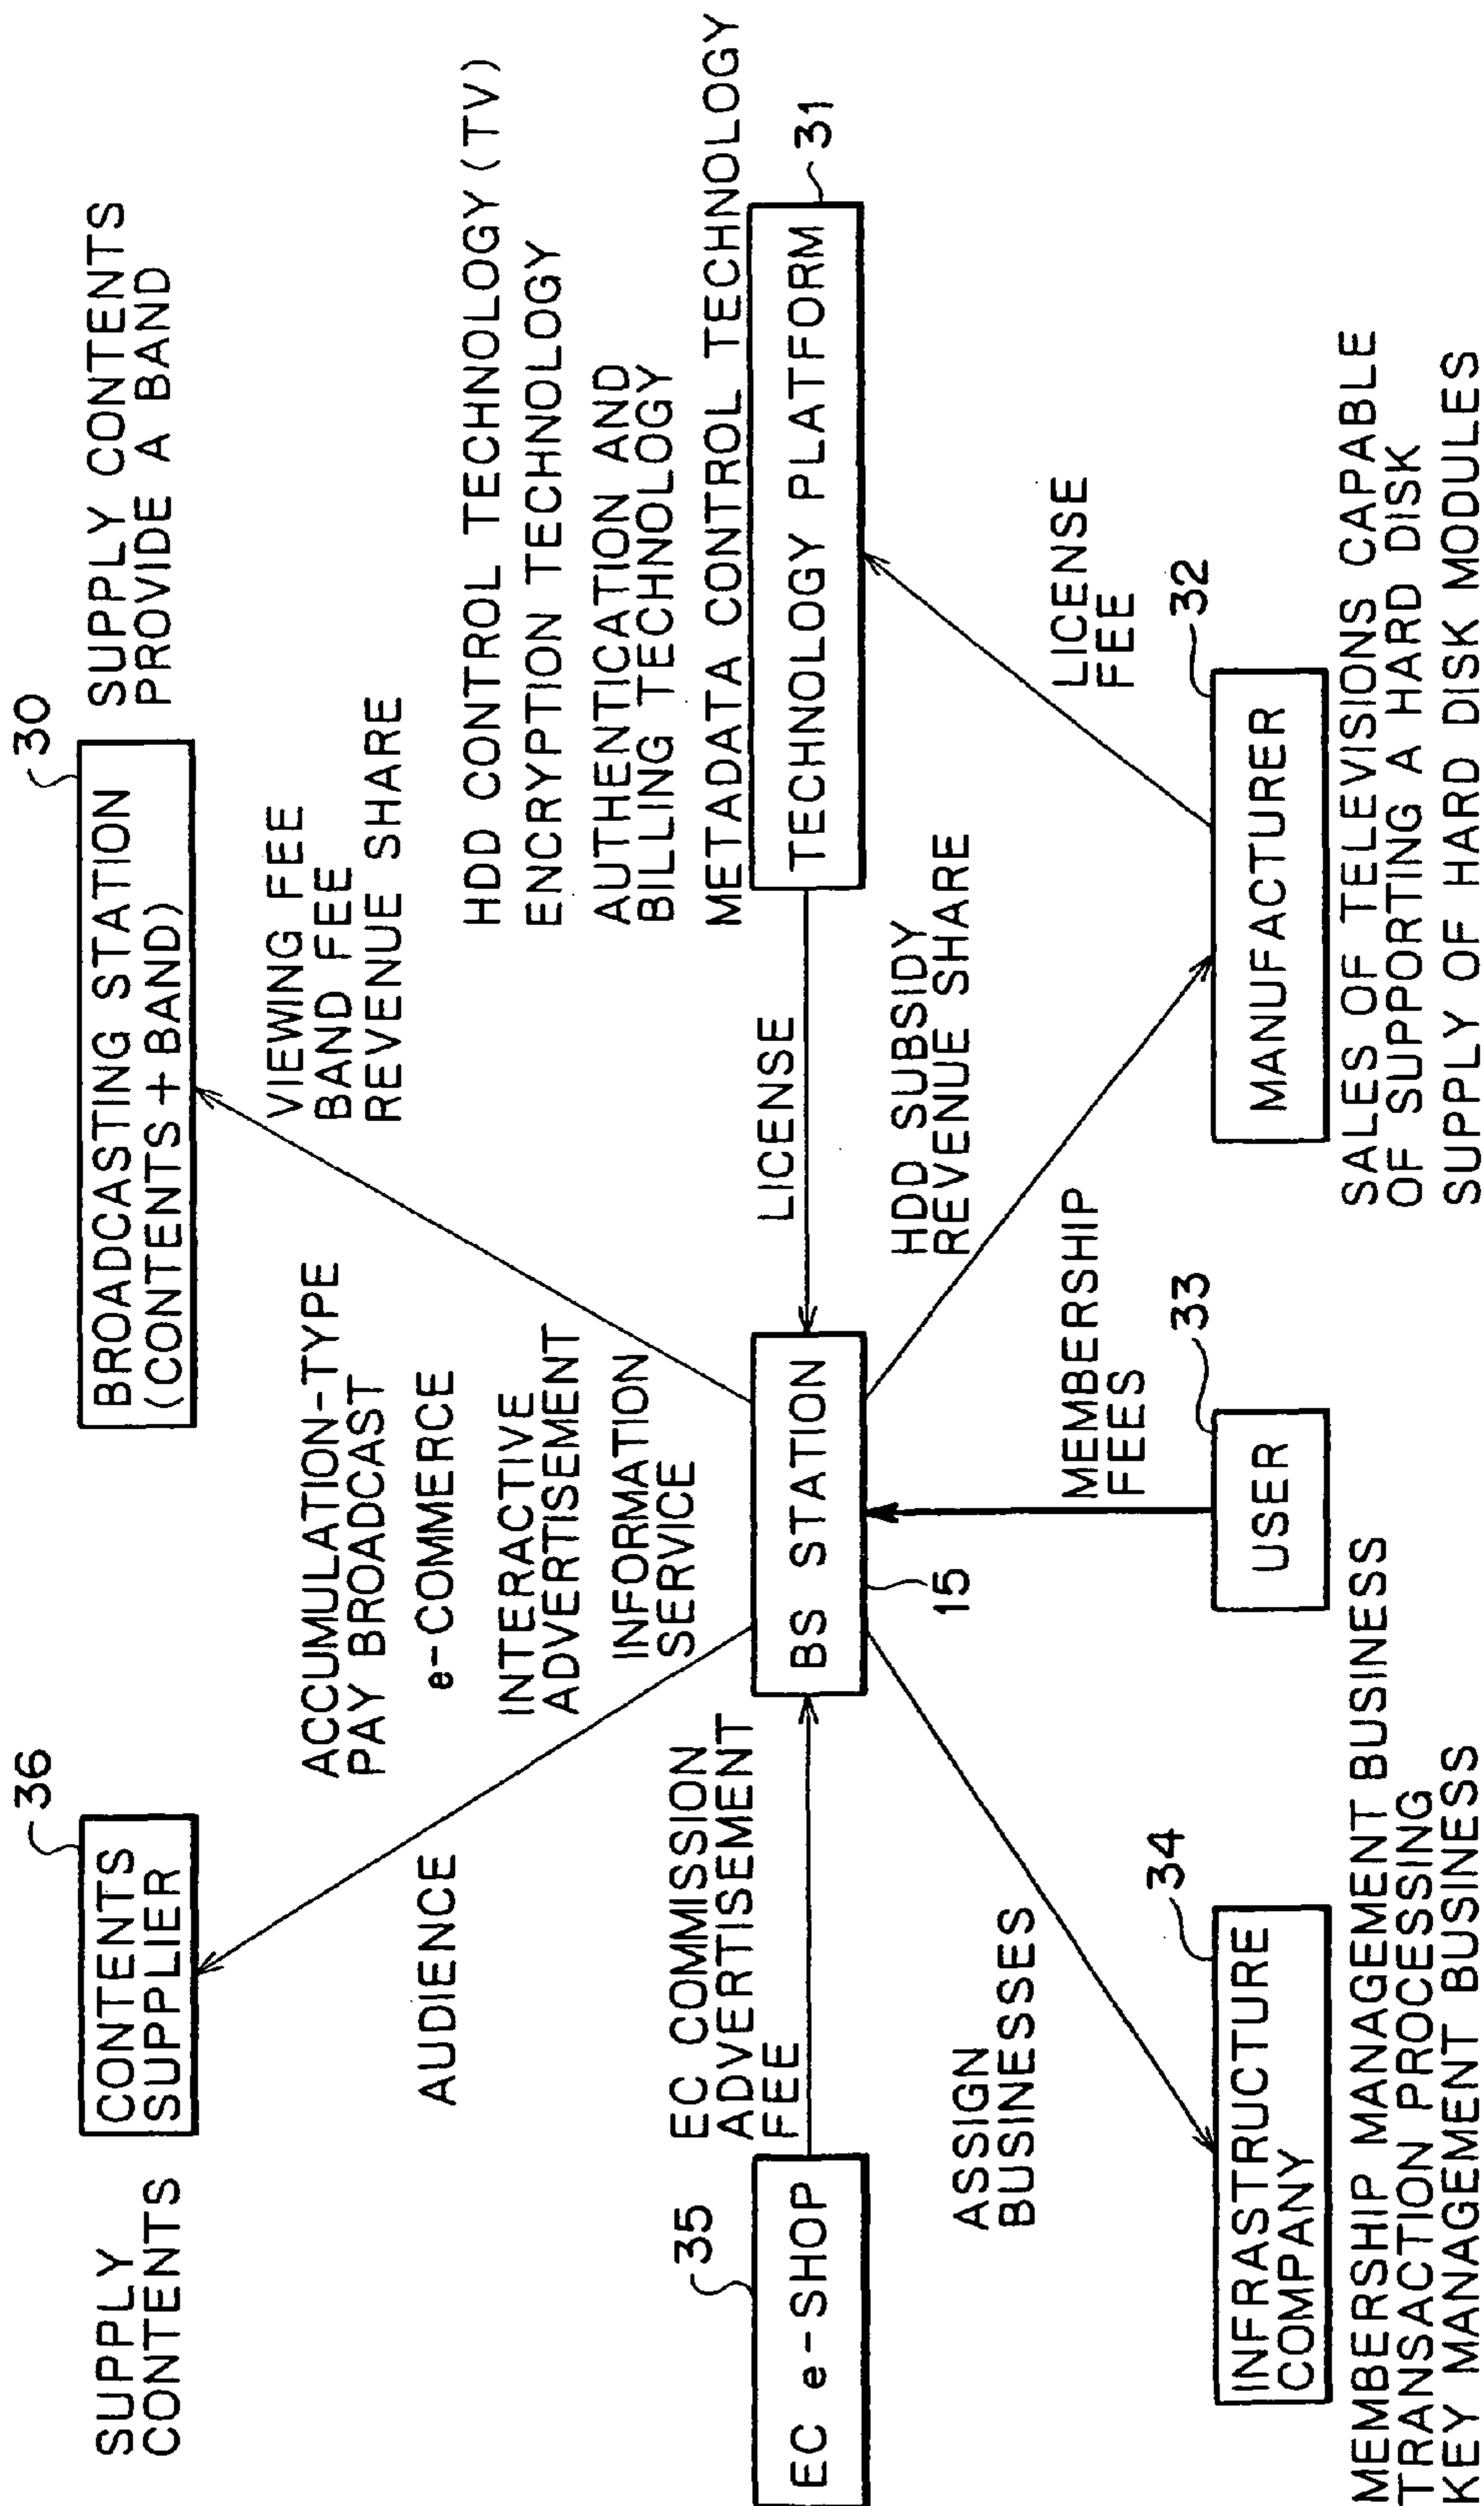 36
SUPPLY
CONTENTS
CONTENTS
SUPPLIER
30
BROADCASTING STATION
(CONTENTS + BAND)
SUPPLY CONTENTS
PROVIDE A BAND
AUDIENCE
ACCUMULATION-TYPE
PAY BROADCAST
e-COMMERCE
INTERACTIVE
ADVERTISEMENT
INFORMATION
SERVICE
VIEWING FEE
BAND FEE
REVENUE SHARE
HDD CONTROL TECHNOLOGY (TV)
ENCRYPTION TECHNOLOGY
AUTHENTICATION AND
BILLING TECHNOLOGY
METADATA CONTROL TECHNOLOGY
35
EC e-SHOP
EC COMMISSION
ADVERTISEMENT
FEE
BS STATION
15
LICENSE
TECHNOLOGY PLATFORM
31
ASSIGN
BUSINESSES
MEMBERSHIP
FEES
HDD SUBSIDY
REVENUE SHARE
LICENSE
FEE
34
INFRASTRUCTURE
COMPANY
33
USER
32
MANUFACTURER
MEMBERSHIP MANAGEMENT BUSINESS
TRANSACTION PROCESSING
KEY MANAGEMENT BUSINESS
SALES OF TELEVISIONS CAPABLE
OF SUPPORTING A HARD DISK
SUPPLY OF HARD DISK MODULES